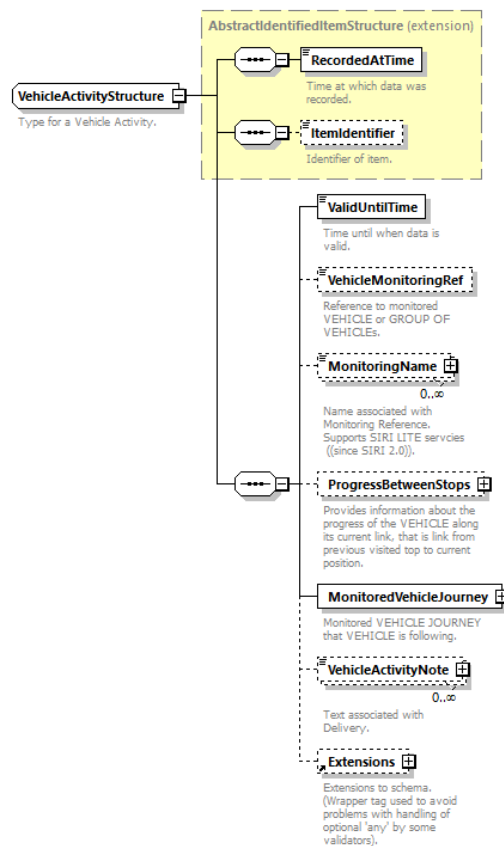 AbstractIdentifiedItemStructure (extension)
RecordedAtTime
Time at which data was
recorded.
VehicleActivityStructure
Type for a Vehicle Activity.
ItemIdentifier
Identifier of item.
ValidUntilTime
Time until when data is
valid.
VehicleMonitoringRef
Reference to monitored
VEHICLE or GROUP OF
VEHICLEs.
MonitoringName
0..∞
Name associated with
Monitoring Reference.
Supports SIRI LITE servcies
((since SIRI 2.0)).
ProgressBetweenStops
Provides information about the
progress of the VEHICLE along
its current link, that is link from
previous visited top to current
position.
MonitoredVehicleJourney
Monitored VEHICLE JOURNEY
that VEHICLE is following.
VehicleActivityNote
0..∞
Text associated with
Delivery.
Extensions
Extensions to schema.
(Wrapper tag used to avoid
problems with handling of
optional 'any' by some
validators).